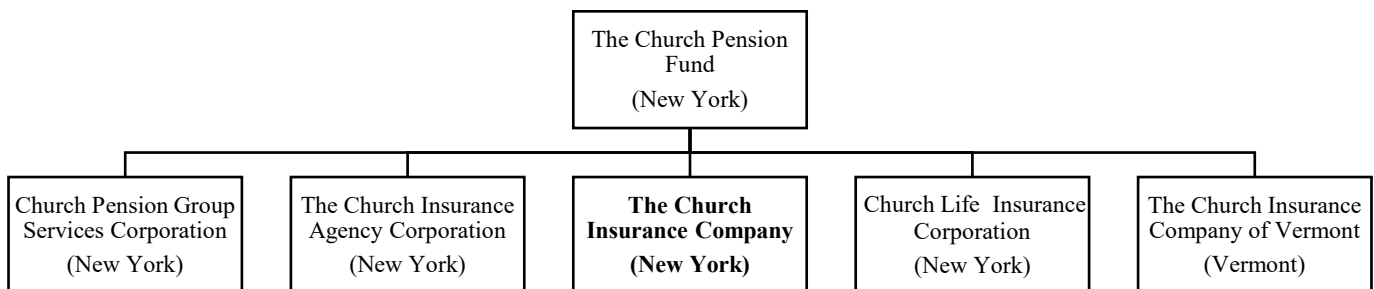 The Church Pension
Fund
(New York)
Church Pension Group
Services Corporation
(New York)
The Church Insurance
Agency Corporation
(New York)
The Church
Insurance Company
(New York)
Church Life Insurance
Corporation
(New York)
The Church Insurance
Company of Vermont
(Vermont)